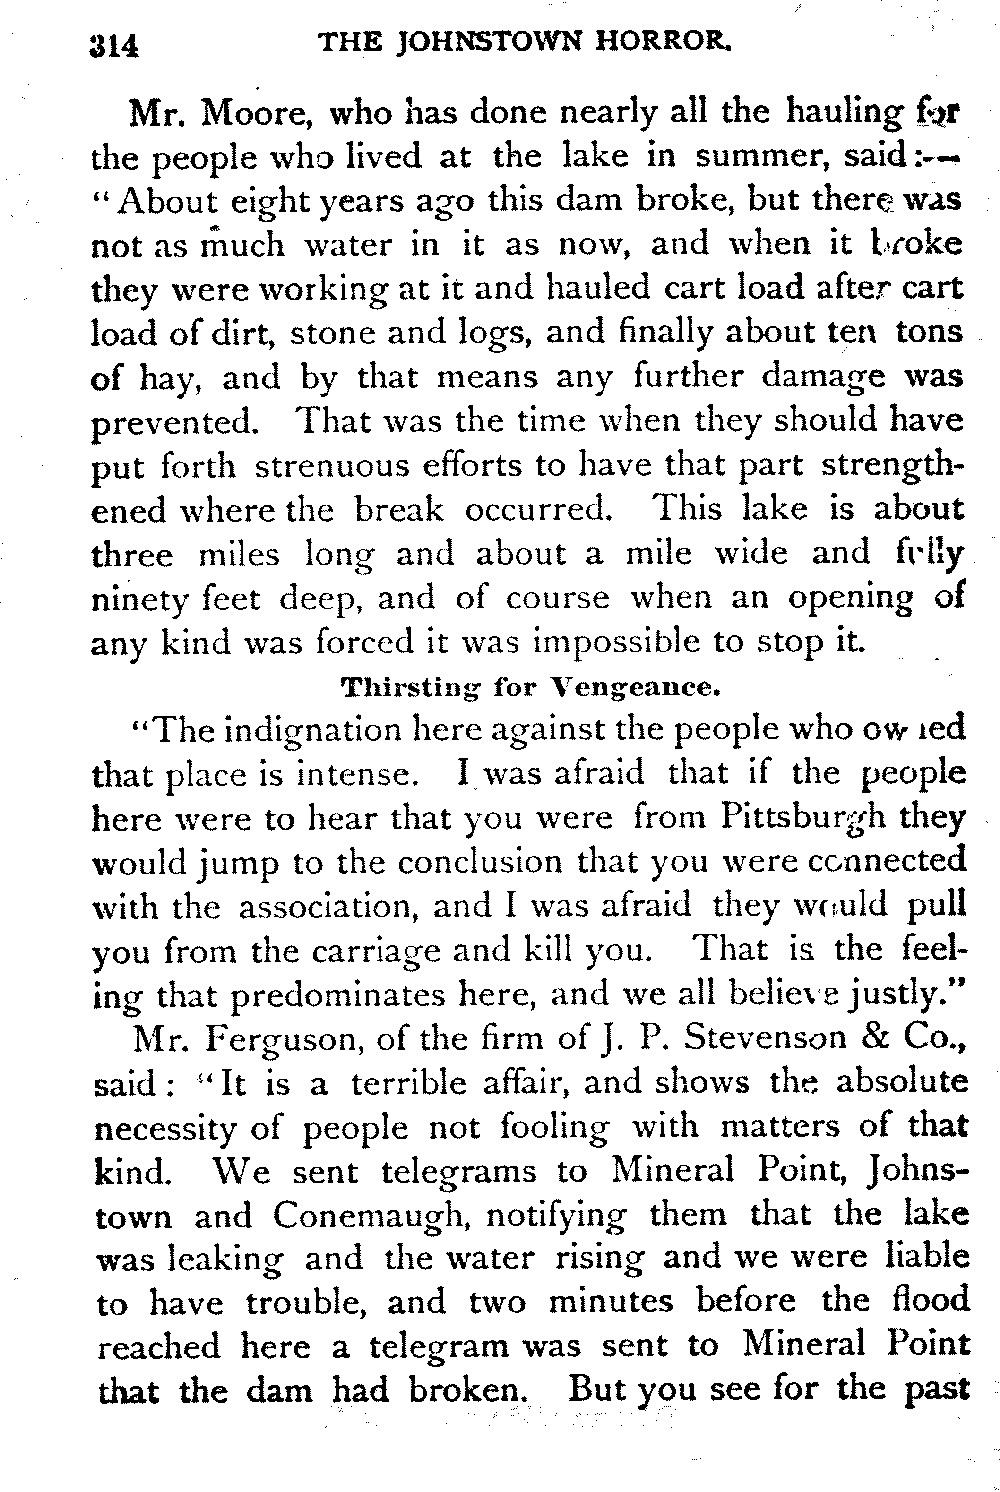 314 THE JOHNSTOWN HORROR.
Mr. Moore, who has done nearly all the hauling for
the people who lived at the lake in summer, said:—
"About eight years ago this dam broke, but there was
not as much water in it as now, and when it broke
they were working at it and hauled cart load after cart
load of dirt, stone and logs, and finally about ten tons
of hay, and by that means any further damage was
prevented. That was the time when they should have
put forth strenuous efforts to have that part strength-
ened where the break occurred. This lake is about
three miles long and about a mile wide and fully
ninety feet deep, and of course when an opening of
any kind was forced it was impossible to stop it.
Thirsting for Vengeance.
"The indignation here against the people who owned
that place is intense. I was afraid that if the people
here were to hear that you were from Pittsburgh they
would jump to the conclusion that you were connected
with the association, and I was afraid they would pull
you from the carriage and kill you. That is the feel-
ing that predominates here, and we all believe justly."
Mr. Ferguson, of the firm of J. P. Stevenson & Co.,
said: "It is a terrible affair, and shows the absolute
necessity of people not fooling with matters of that
kind. We sent telegrams to Mineral Point, Johns-
town and Conemaugh, notifying them that the lake
was leaking and the water rising and we were liable
to have trouble, and two minutes before the flood
reached here a telegram was sent to Mineral Point
that the dam had broken. But you see for the past